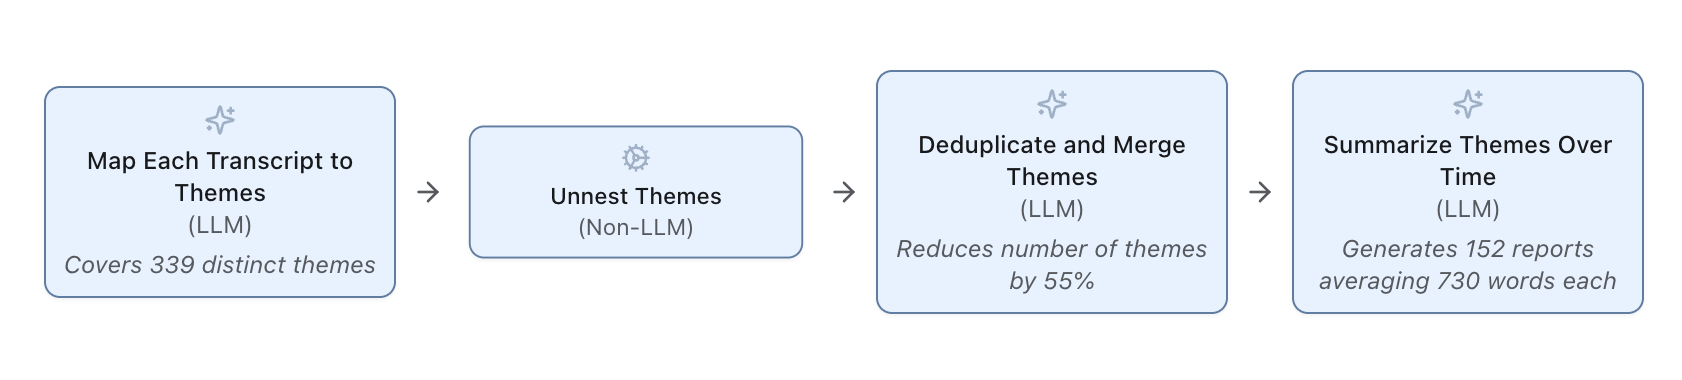 Map Each Transcript to
Themes
(LLM)
Covers 339 distinct themes
Unnest Themes
(Non-LLM)
Deduplicate and Merge
Themes
(LLM)
Reduces number of themes
by 55%
Summarize Themes Over
Time
(LLM)
Generates 152 reports
averaging 730 words each